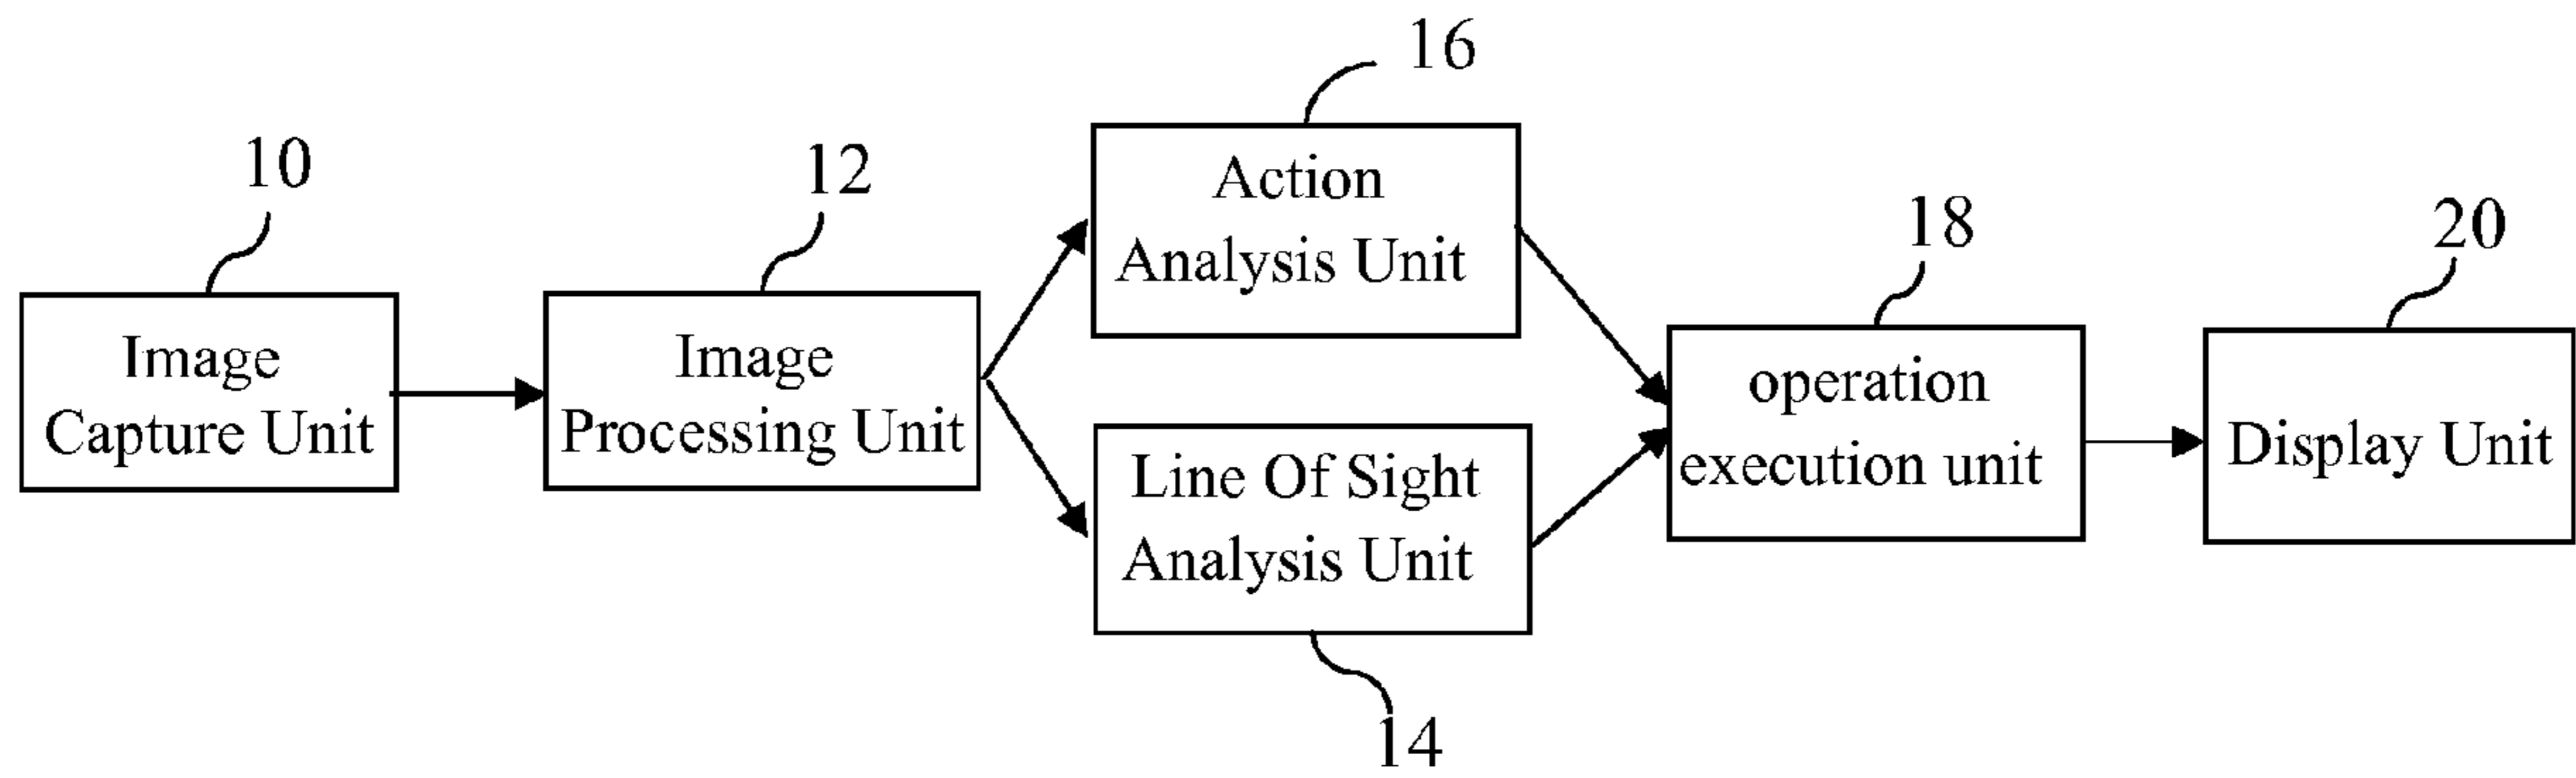 16
10
12
Action
Analysis Unit
18
20
Image
Capture Unit
Image
Processing Unit
operation
execution unit
Display Unit
Line Of Sight
Analysis Unit
14